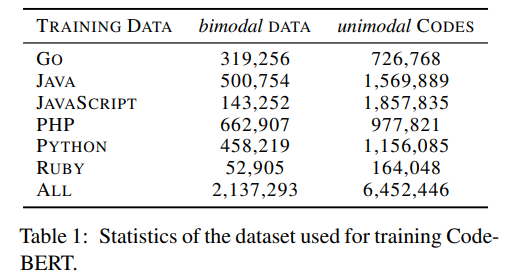 TRAINING DATA bimodal DATA unimodal CODES
GO 319,256 726,768
JAVA 500,754 1,569,889
JAVASCRIPT 143,252 1,857,835
PHP 662,907 977,821
PYTHON 458,219 1,156,085
RUBY 52,905 164,048
ALL 2,137,293 6,452,446
Table 1: Statistics of the dataset used for training Code-
BERT.